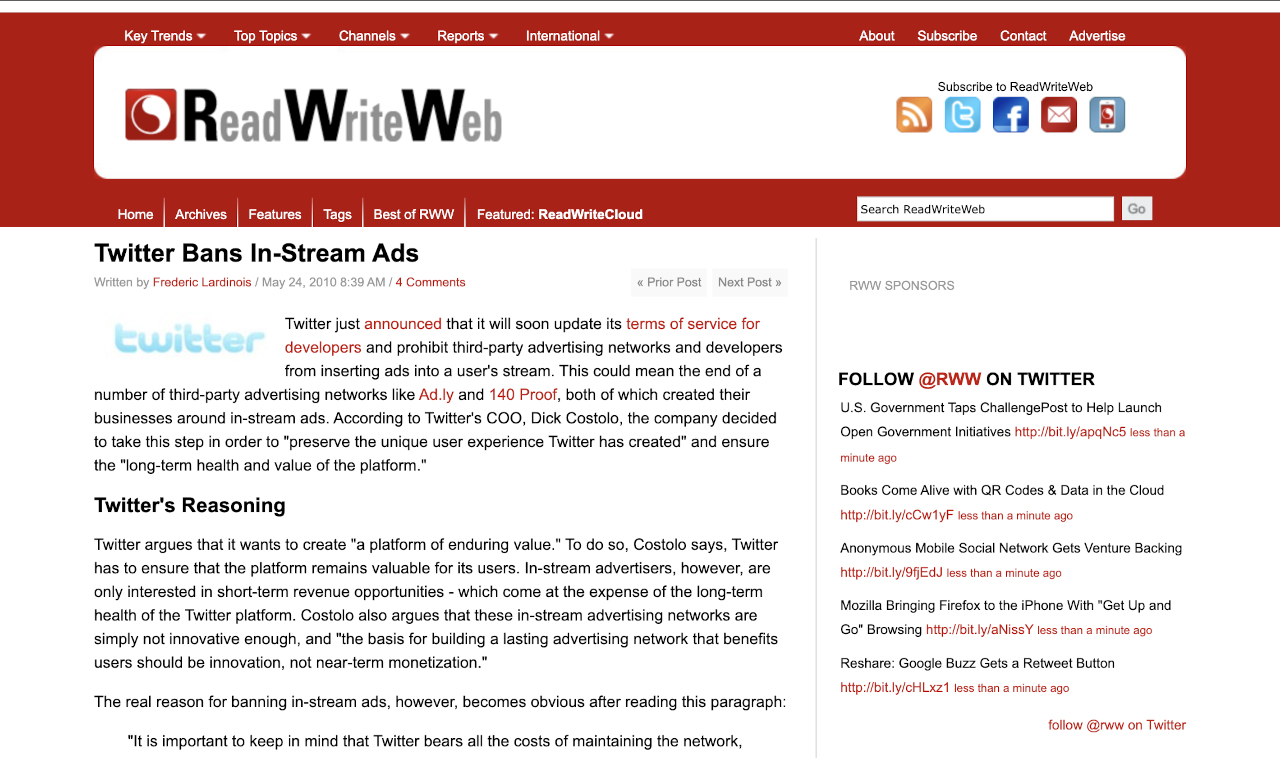 Key Trends Top Topics Channels Reports International About Subscribe Contact Advertise
ReadWriteWeb
Subscribe to ReadWriteWeb
Home Archives Features Tags Best of RWW Featured: ReadWriteCloud
Search ReadWriteWeb Go
Twitter Bans In-Stream Ads
Written by Frederic Lardinois / May 24, 2010 8:39 AM / 4 Comments
« Prior Post Next Post »
twitter
Twitter just announced that it will soon update its terms of service for
developers and prohibit third-party advertising networks and developers
from inserting ads into a user's stream. This could mean the end of a
number of third-party advertising networks like Ad.ly and 140 Proof, both of which created their
businesses around in-stream ads. According to Twitter's COO, Dick Costolo, the company decided
to take this step in order to "preserve the unique user experience Twitter has created" and ensure
the "long-term health and value of the platform."
Twitter's Reasoning
Twitter argues that it wants to create "a platform of enduring value." To do so, Costolo says, Twitter
has to ensure that the platform remains valuable for its users. In-stream advertisers, however, are
only interested in short-term revenue opportunities - which come at the expense of the long-term
health of the Twitter platform. Costolo also argues that these in-stream advertising networks are
simply not innovative enough, and "the basis for building a lasting advertising network that benefits
users should be innovation, not near-term monetization."
The real reason for banning in-stream ads, however, becomes obvious after reading this paragraph:
"It is important to keep in mind that Twitter bears all the costs of maintaining the network,
RWW SPONSORS
FOLLOW @RWW ON TWITTER
U.S. Government Taps ChallengePost to Help Launch
Open Government Initiatives http://bit.ly/apqNc5 less than a
minute ago
Books Come Alive with QR Codes & Data in the Cloud
http://bit.ly/cCw1yF less than a minute ago
Anonymous Mobile Social Network Gets Venture Backing
http://bit.ly/9fjEdJ less than a minute ago
Mozilla Bringing Firefox to the iPhone With "Get Up and
Go" Browsing http://bit.ly/aNissY less than a minute ago
Reshare: Google Buzz Gets a Retweet Button
http://bit.ly/cHLxz1 less than a minute ago
follow @rww on Twitter